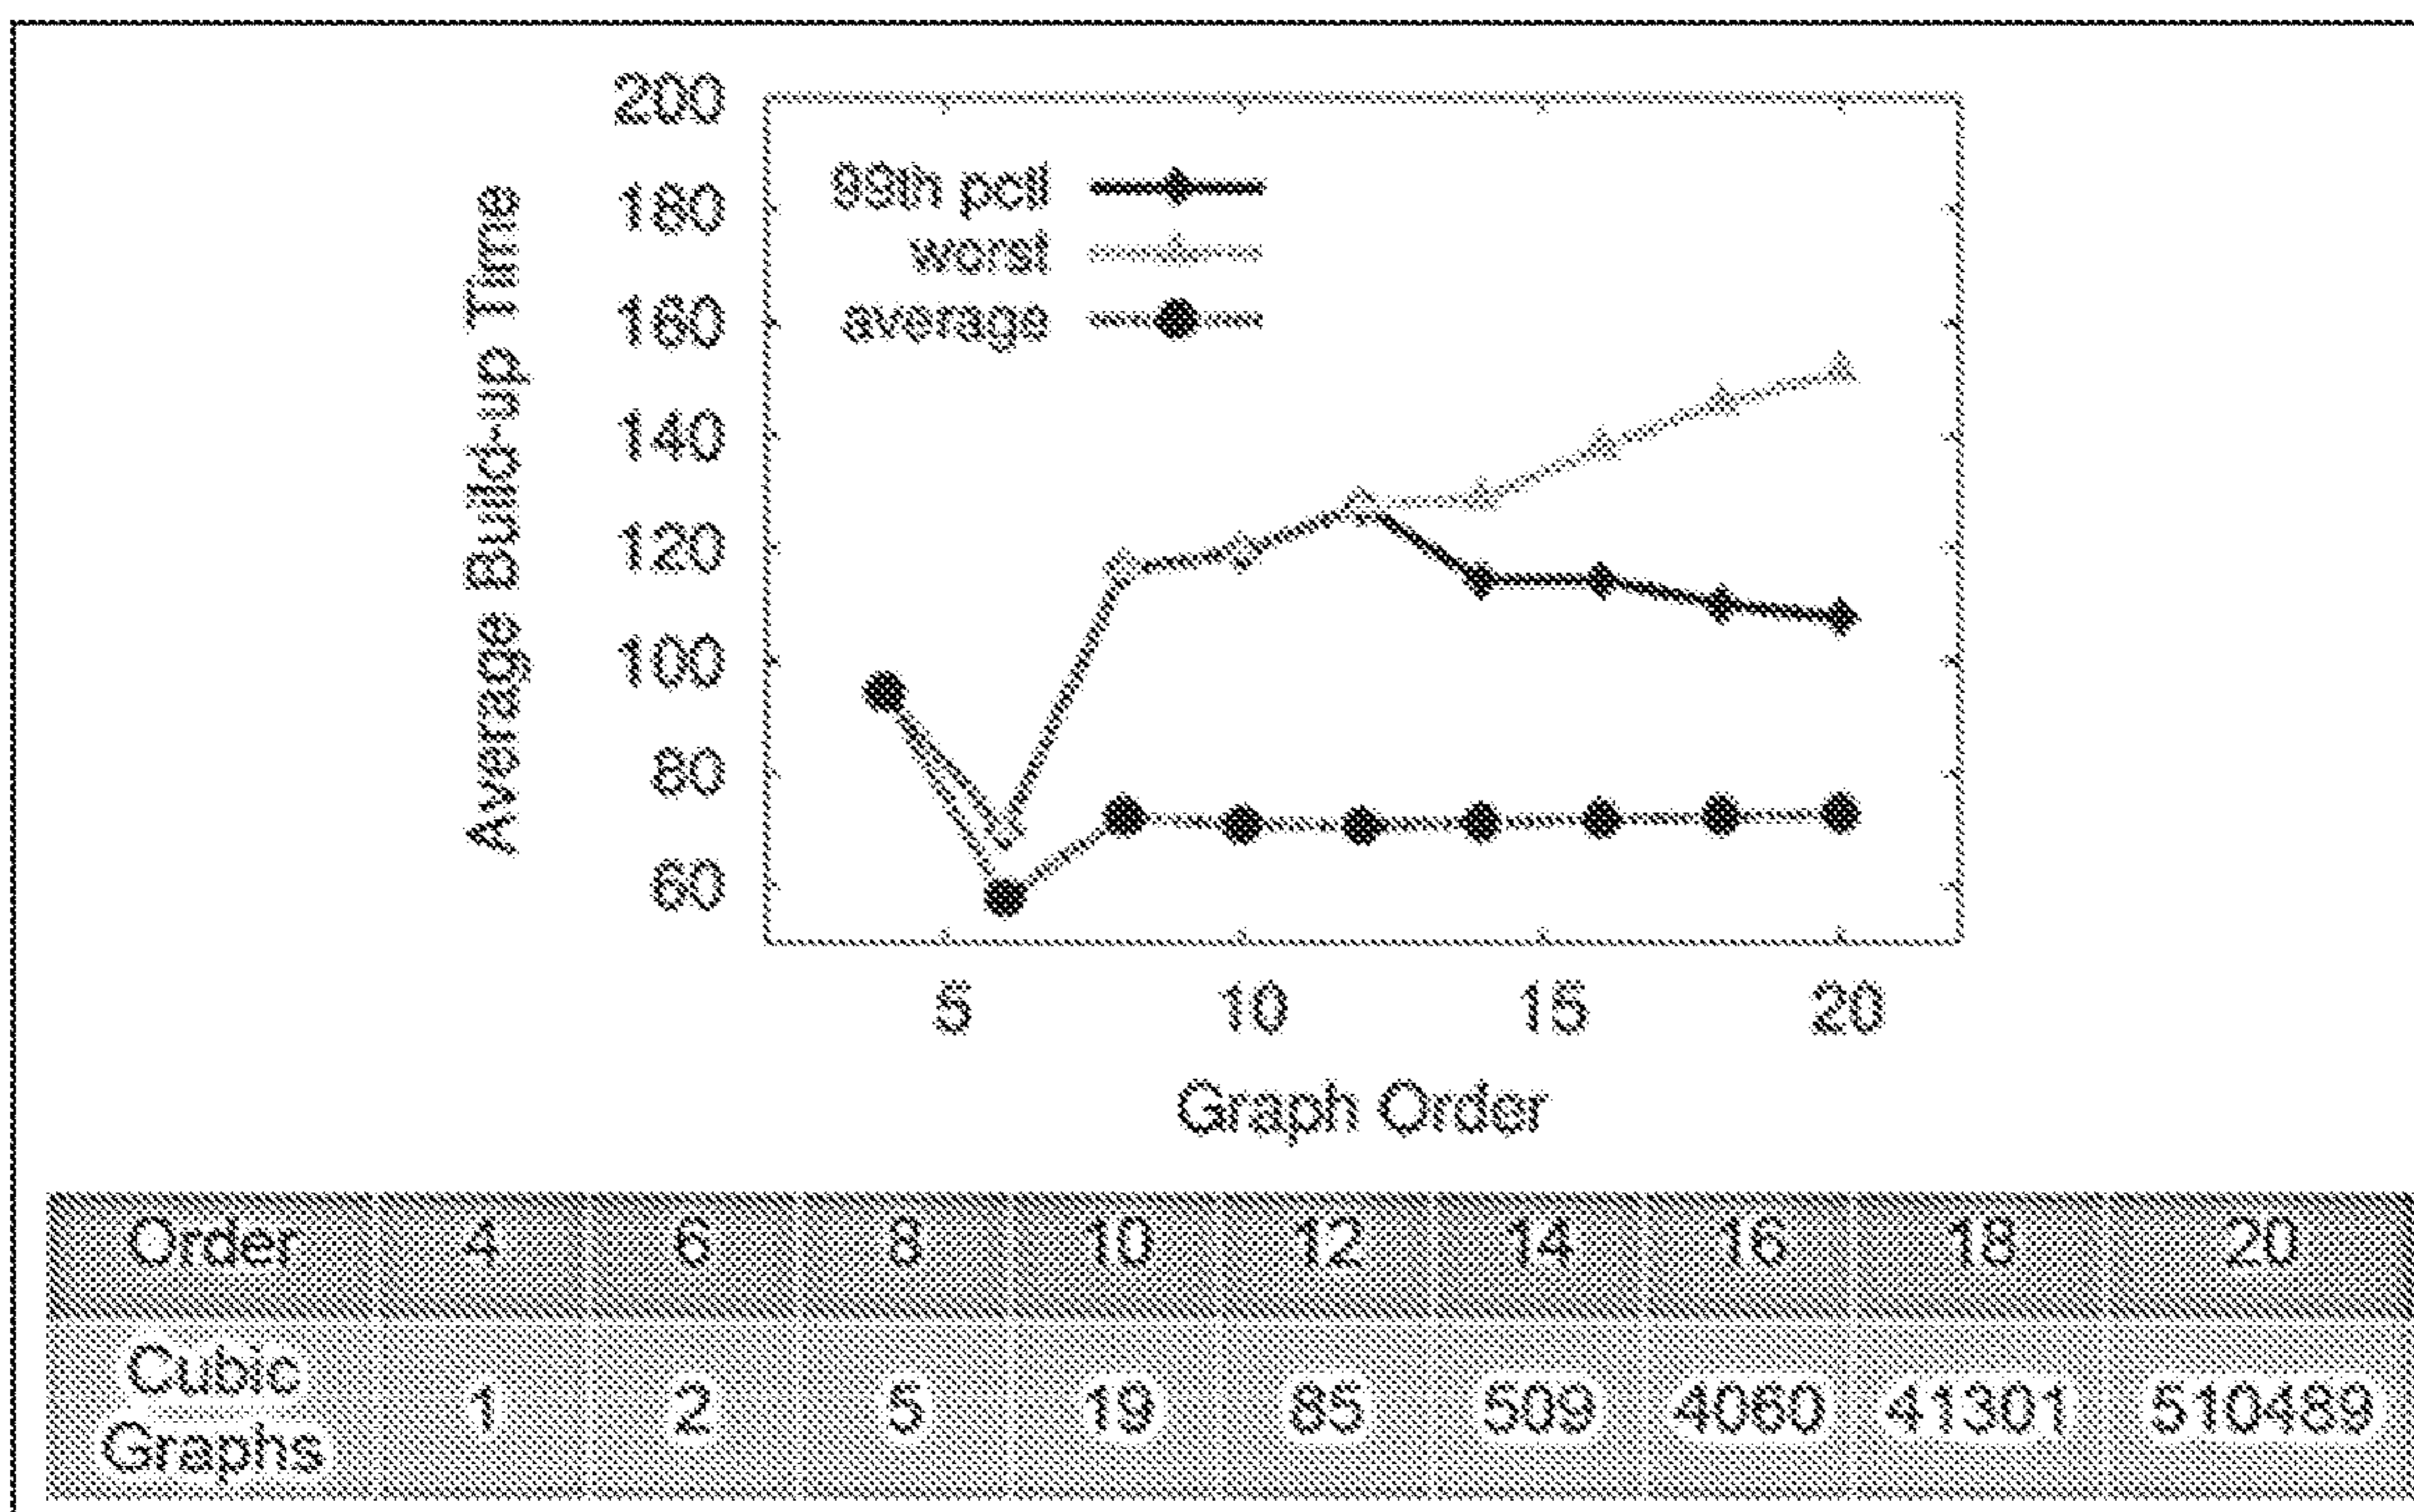 200
180
160
140
120
100
80
60
Average Build-up Time
99th pctl
worst
average
5 10 15 20
Graph Order
Order 4 6 8 10 12 14 16 18 20
Cubic Graphs 1 2 5 19 85 509 4060 41301 510489